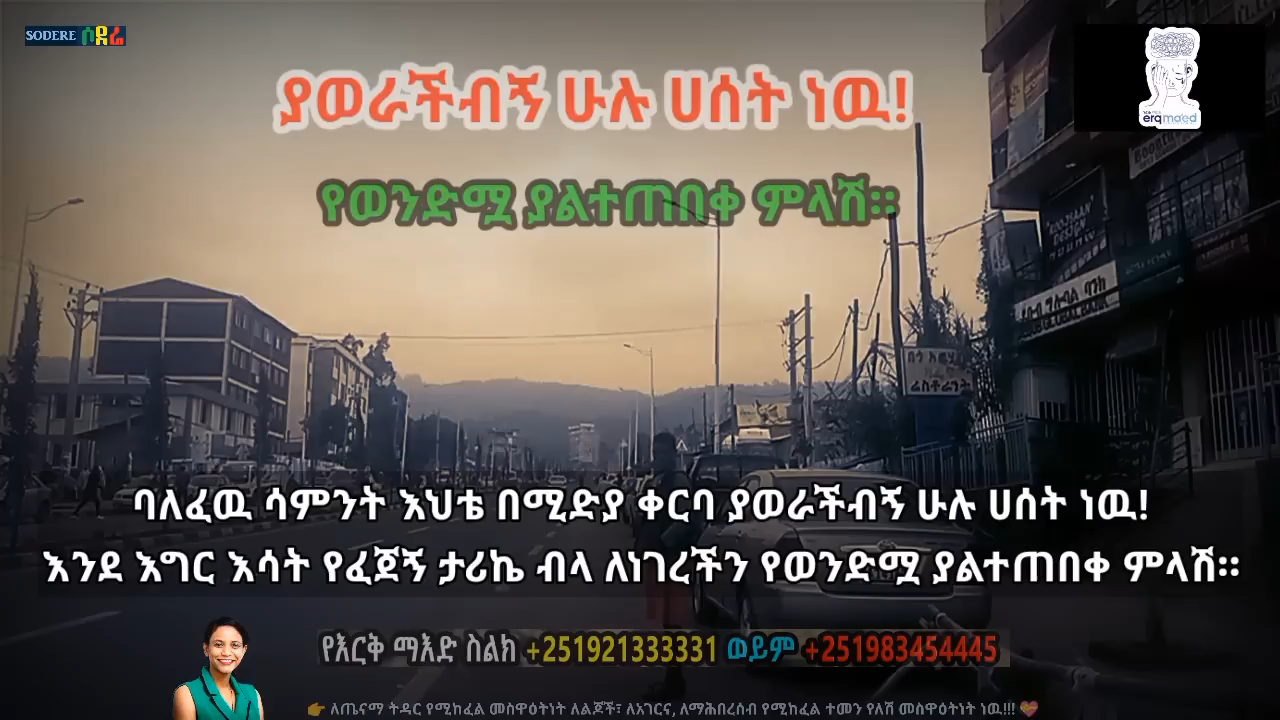 SODERE ሶደሬ
ያወራችብኝ ሁሉ ሀሰት ነዉ!
erqmaed
የወንድሟ ያልተጠበቀ ምላሽ።
ባለፈዉ ሳምንት እህቴ በሚድያ ቀርባ ያወራችብኝ ሁሉ ሀሰት ነዉ!
እንደ እግር እሳት የፈጀኝ ታሪኬ ብላ ለነገረችን የወንድሟ ያልተጠበቀ ምላሽ።
የእርቅ ማእድ ስልክ +251921333331 ወይም +251983454445
👉 ለጤናማ ትዳር የሚከፈል መስዋዕትነት ለልጆች፣ ለአገርና, ለማሕበረሰብ የሚከፈል ተመን የለሽ መስዋዕትነት ነዉ!!! 💝